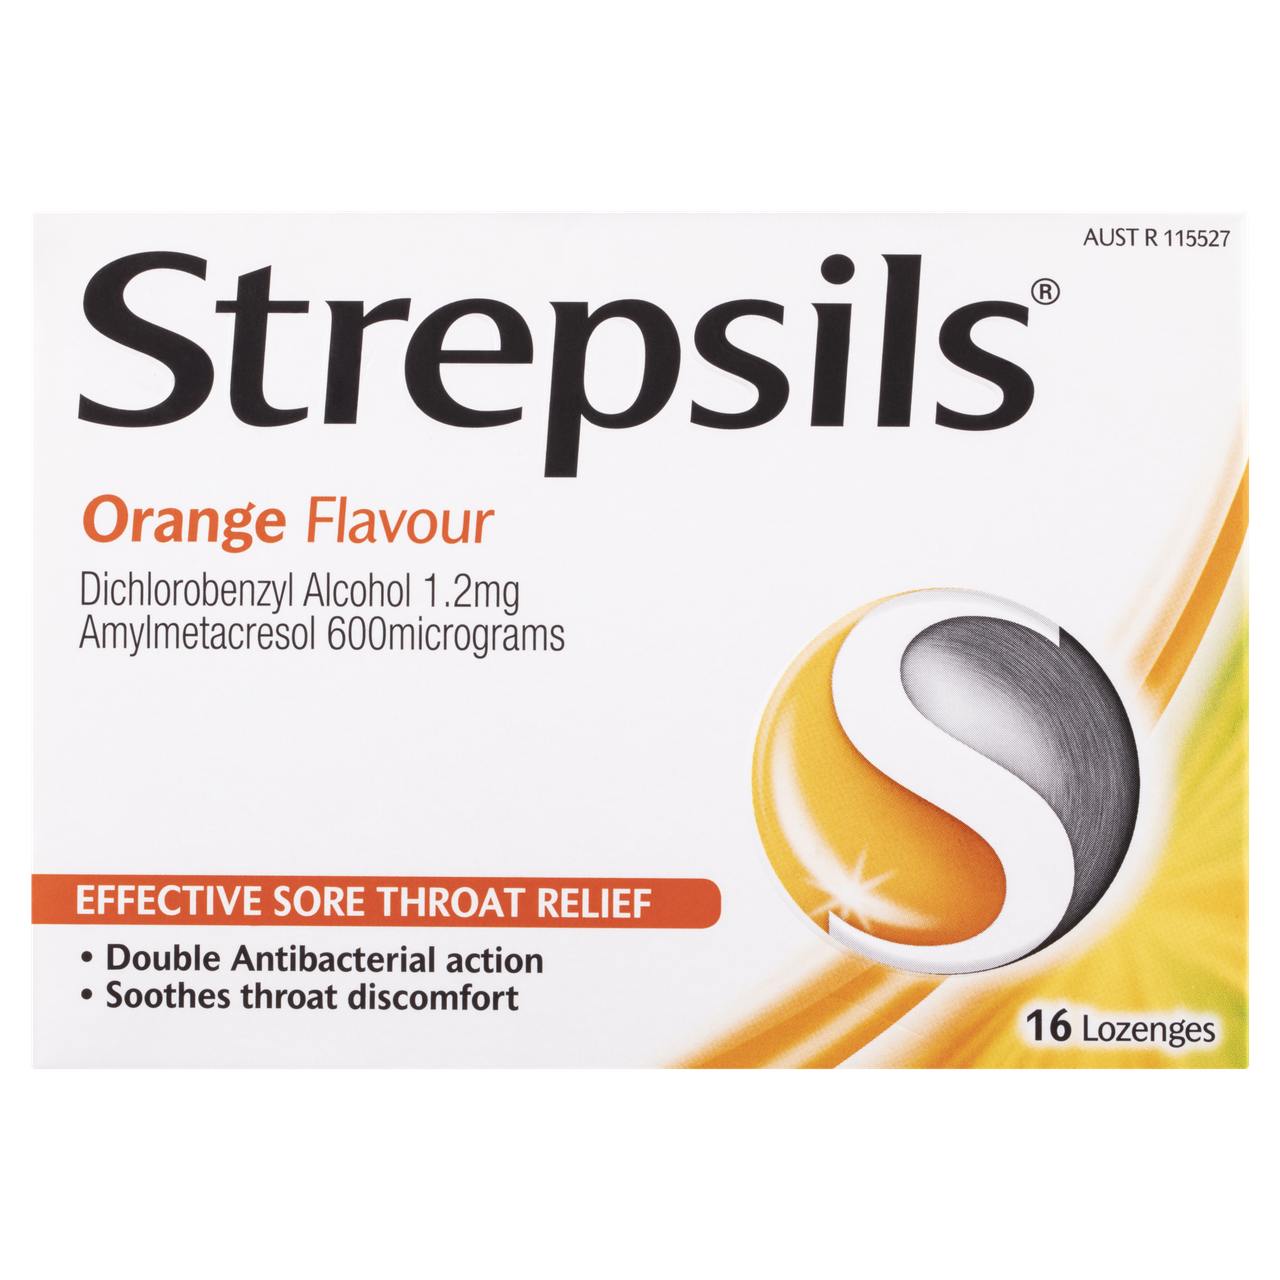 AUST R 115527
Strepsils®
Orange Flavour
Dichlorobenzyl Alcohol 1.2mg
Amylmetacresol 600micrograms
S
EFFECTIVE SORE THROAT RELIEF
• Double Antibacterial action
• Soothes throat discomfort
16 Lozenges